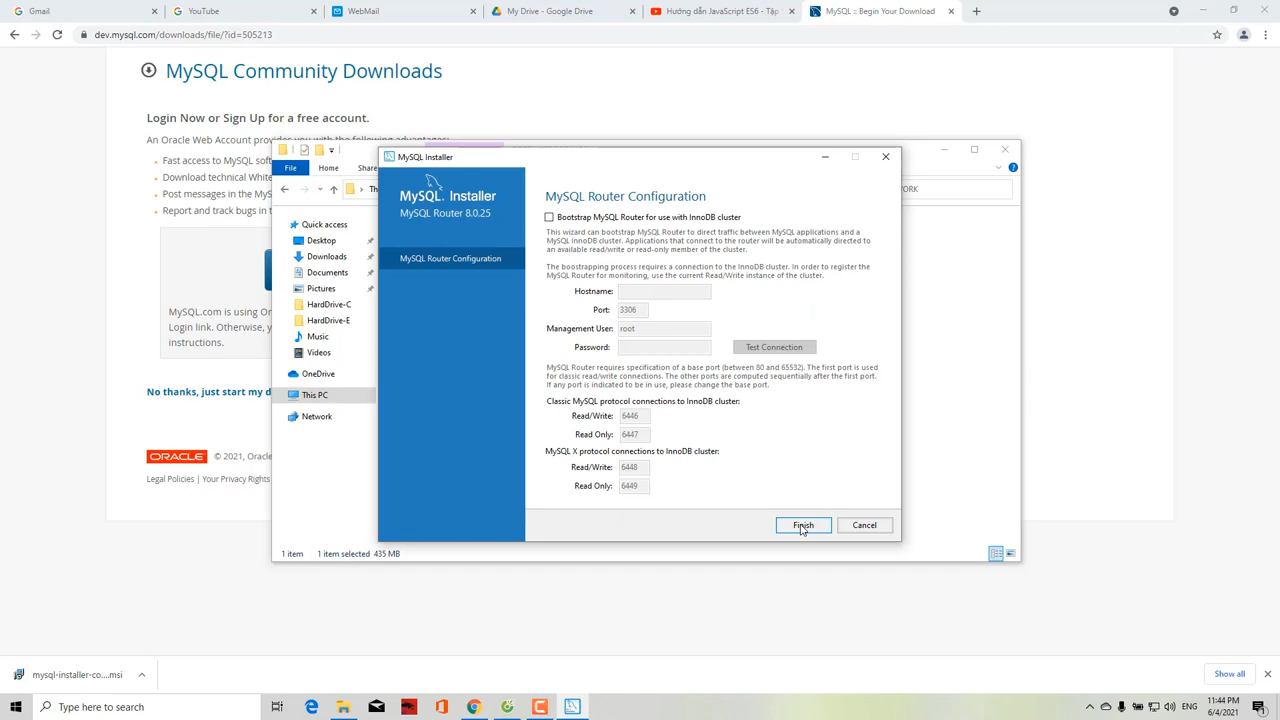 Gmail
YouTube
WebMail
My Drive - Google Drive
Hướng dẫn JavaScript ES6 - Tập
MySQL :: Begin Your Download
dev.mysql.com/downloads/file/?id=505213
MySQL Community Downloads
Login Now or Sign Up for a free account.
An Oracle Web Account provides you with the following advantages:
Fast access to MySQL sof
Download technical White
Post messages in the MyS
Report and track bugs in t
MySQL.com is using Or
Login link. Otherwise, y
instructions.
No thanks, just start my d
ORACLE © 2021, Oracl
Legal Policies | Your Privacy Rights
File
Home
Share
Th
ORK
Quick access
Desktop
Downloads
Documents
Pictures
HardDrive-C
HardDrive-E
Music
Videos
OneDrive
This PC
Network
1 item
1 item selected 435 MB
MySQL Installer
MySQL. Installer
MySQL Router 8.0.25
MySQL Router Configuration
MySQL Router Configuration
Bootstrap MySQL Router for use with InnoDB cluster
This wizard can bootstrap MySQL Router to direct traffic between MySQL applications and a
MySQL InnoDB cluster. Applications that connect to the router will be automatically directed to
an available read/write or read-only member of the cluster.
The boostrapping process requires a connection to the InnoDB cluster. In order to register the
MySQL Router for monitoring, use the current Read/Write instance of the cluster.
Hostname:
Port: 3306
Management User: root
Password:
Test Connection
MySQL Router requires specification of a base port (between 80 and 65532). The first port is used
for classic read/write connections. The other ports are computed sequentially after the first port.
If any port is indicated to be in use, please change the base port.
Classic MySQL protocol connections to InnoDB cluster:
Read/Write: 6446
Read Only: 6447
MySQL X protocol connections to InnoDB cluster:
Read/Write: 6448
Read Only: 6449
Finish
Cancel
mysql-installer-co....msi
Show all
Type here to search
11:44 PM
6/4/2021